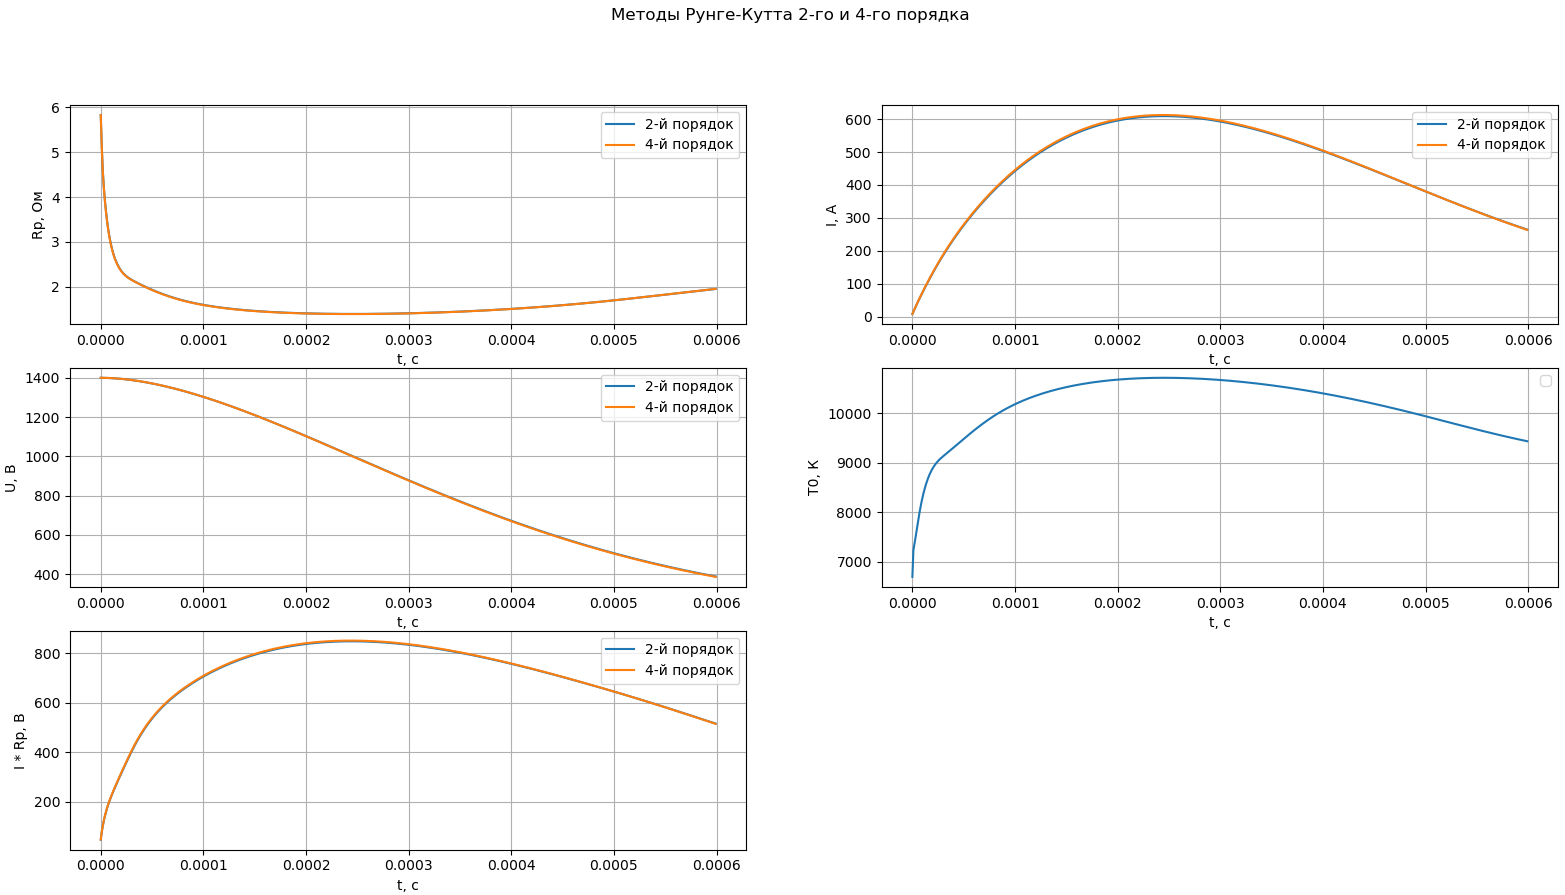 Методы Рунге-Кутта 2-го и 4-го порядка
6
5
4
3
2
Rp, Ом
2-й порядок
4-й порядок
0.0000 0.0001 0.0002 0.0003 0.0004 0.0005 0.0006
t, с
600
500
400
300
200
100
0
I, А
2-й порядок
4-й порядок
0.0000 0.0001 0.0002 0.0003 0.0004 0.0005 0.0006
t, с
1400
1200
1000
800
600
400
U, В
2-й порядок
4-й порядок
0.0000 0.0001 0.0002 0.0003 0.0004 0.0005 0.0006
t, с
10000
9000
8000
7000
T0, К
0.0000 0.0001 0.0002 0.0003 0.0004 0.0005 0.0006
t, с
800
600
400
200
I * Rp, В
2-й порядок
4-й порядок
0.0000 0.0001 0.0002 0.0003 0.0004 0.0005 0.0006
t, с